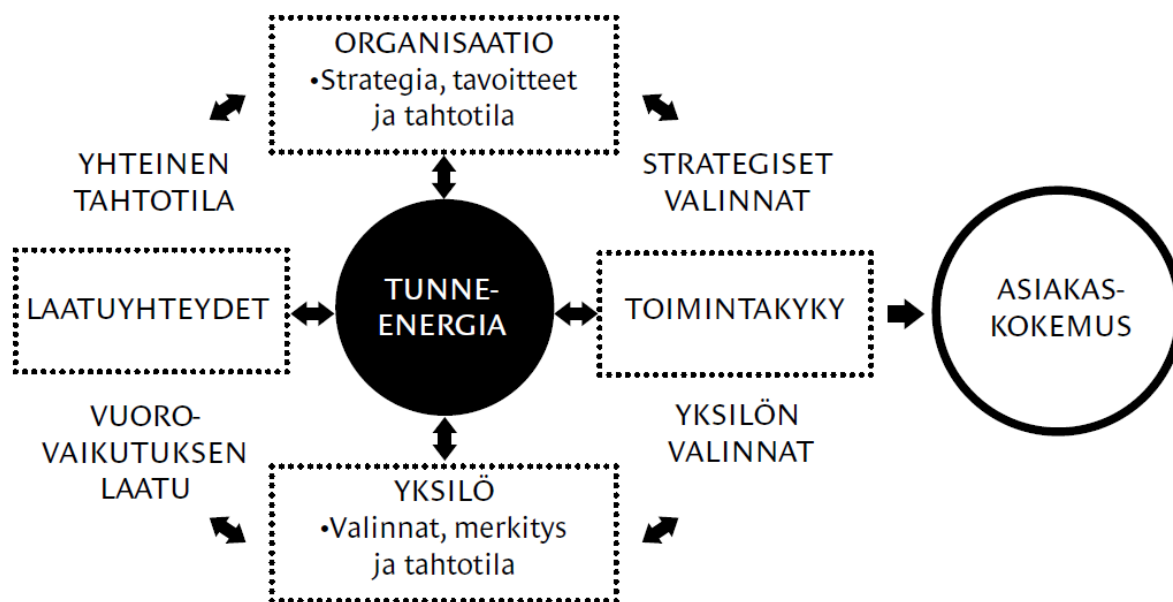 ORGANISAATIO
•Strategia, tavoitteet
ja tahtotila
YHTEINEN
TAHTOTILA
STRATEGISET
VALINNAT
LAATUYHTEYDET
TUNNE-
ENERGIA
TOIMINTAKYKY
ASIAKAS-
KOKEMUS
VUORO-
VAIKUTUKSEN
LAATU
YKSILÖN
VALINNAT
YKSILÖ
•Valinnat, merkitys
ja tahtotila